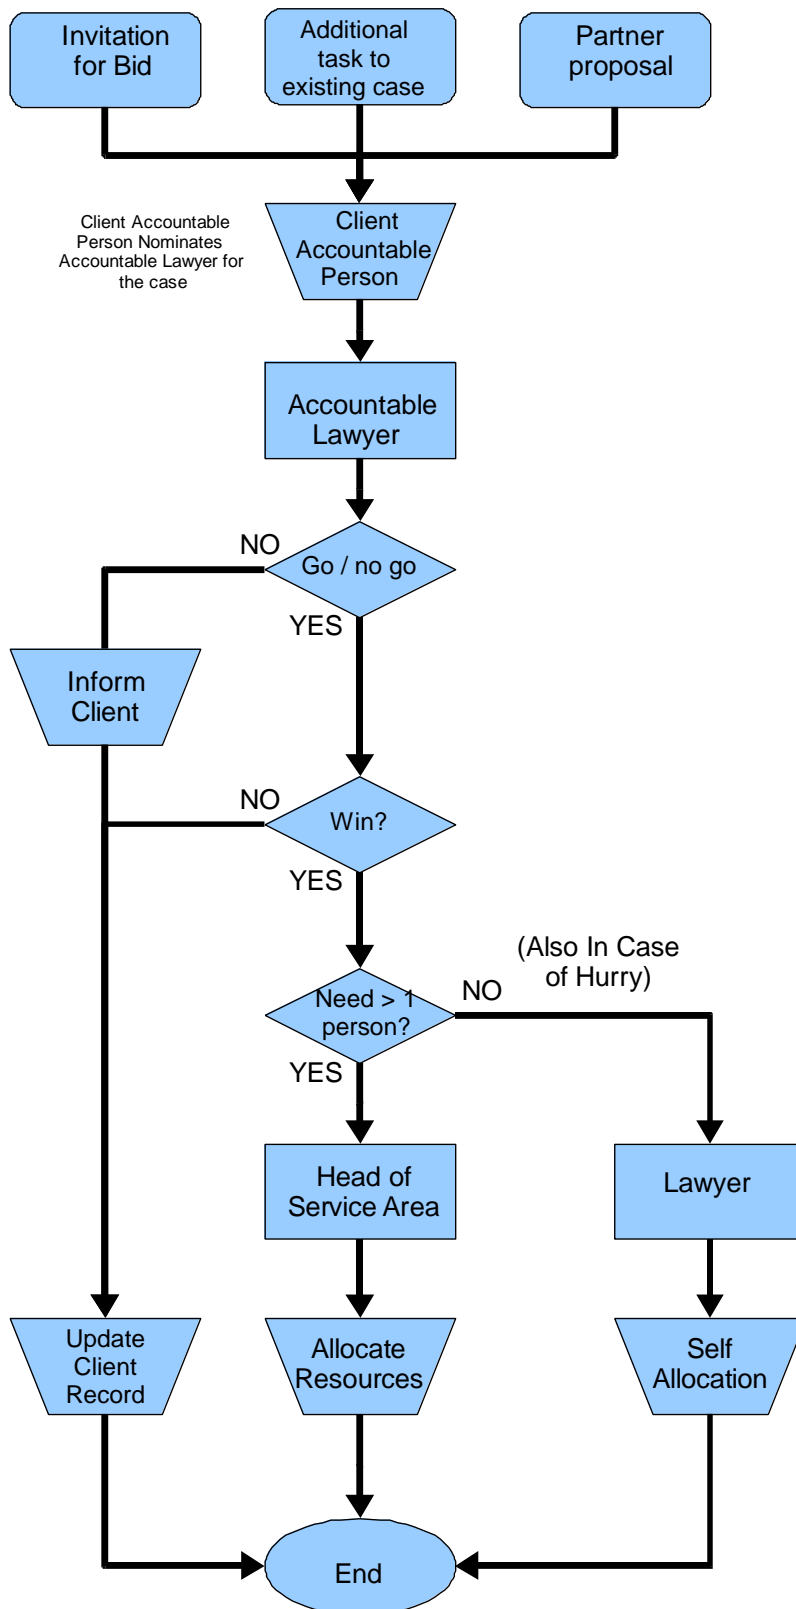 Invitation
for Bid
Additional
task to
existing case
Partner
proposal
Client Accountable
Person Nominates
Accountable Lawyer for
the case
Client
Accountable
Person
Accountable
Lawyer
NO
Go / no go
YES
Inform
Client
NO
Win?
YES
(Also In Case
of Hurry)
Need > 1
person?
NO
YES
Head of
Service Area
Lawyer
Update
Client
Record
Allocate
Resources
Self
Allocation
End